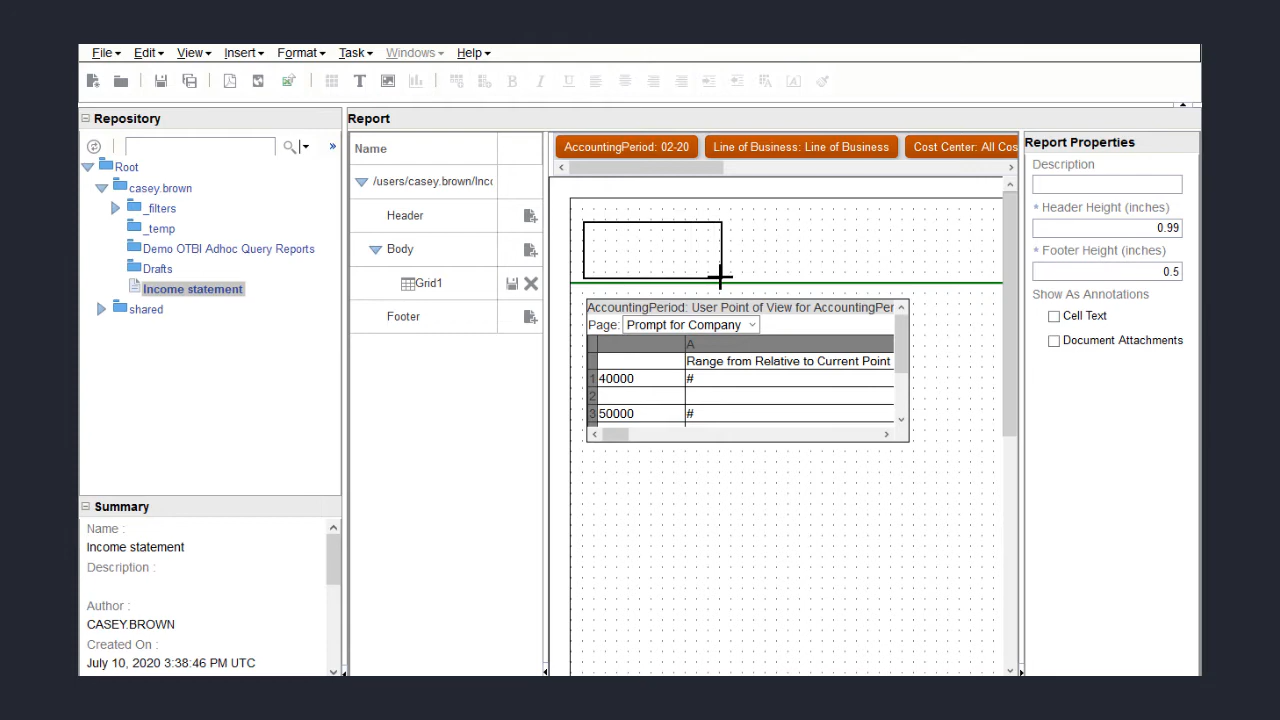 File Edit View Insert Format Task Windows Help
T B I U A
Repository
Report
»
Root
casey.brown
_filters
_temp
Demo OTBI Adhoc Query Reports
Drafts
Income statement
shared
Summary
Name :
Income statement
Description :
Author :
CASEY.BROWN
Created On :
July 10, 2020 3:38:46 PM UTC
Name
/users/casey.brown/Inco
Header
Body
Grid1
Footer
AccountingPeriod: 02-20 Line of Business: Line of Business Cost Center: All Cos
AccountingPeriod: User Point of View for AccountingPer
Page: Prompt for Company
A
Range from Relative to Current Point
1 40000 #
2
3 50000 #
Report Properties
Description
* Header Height (inches)
0.99
* Footer Height (inches)
0.5
Show As Annotations
Cell Text
Document Attachments